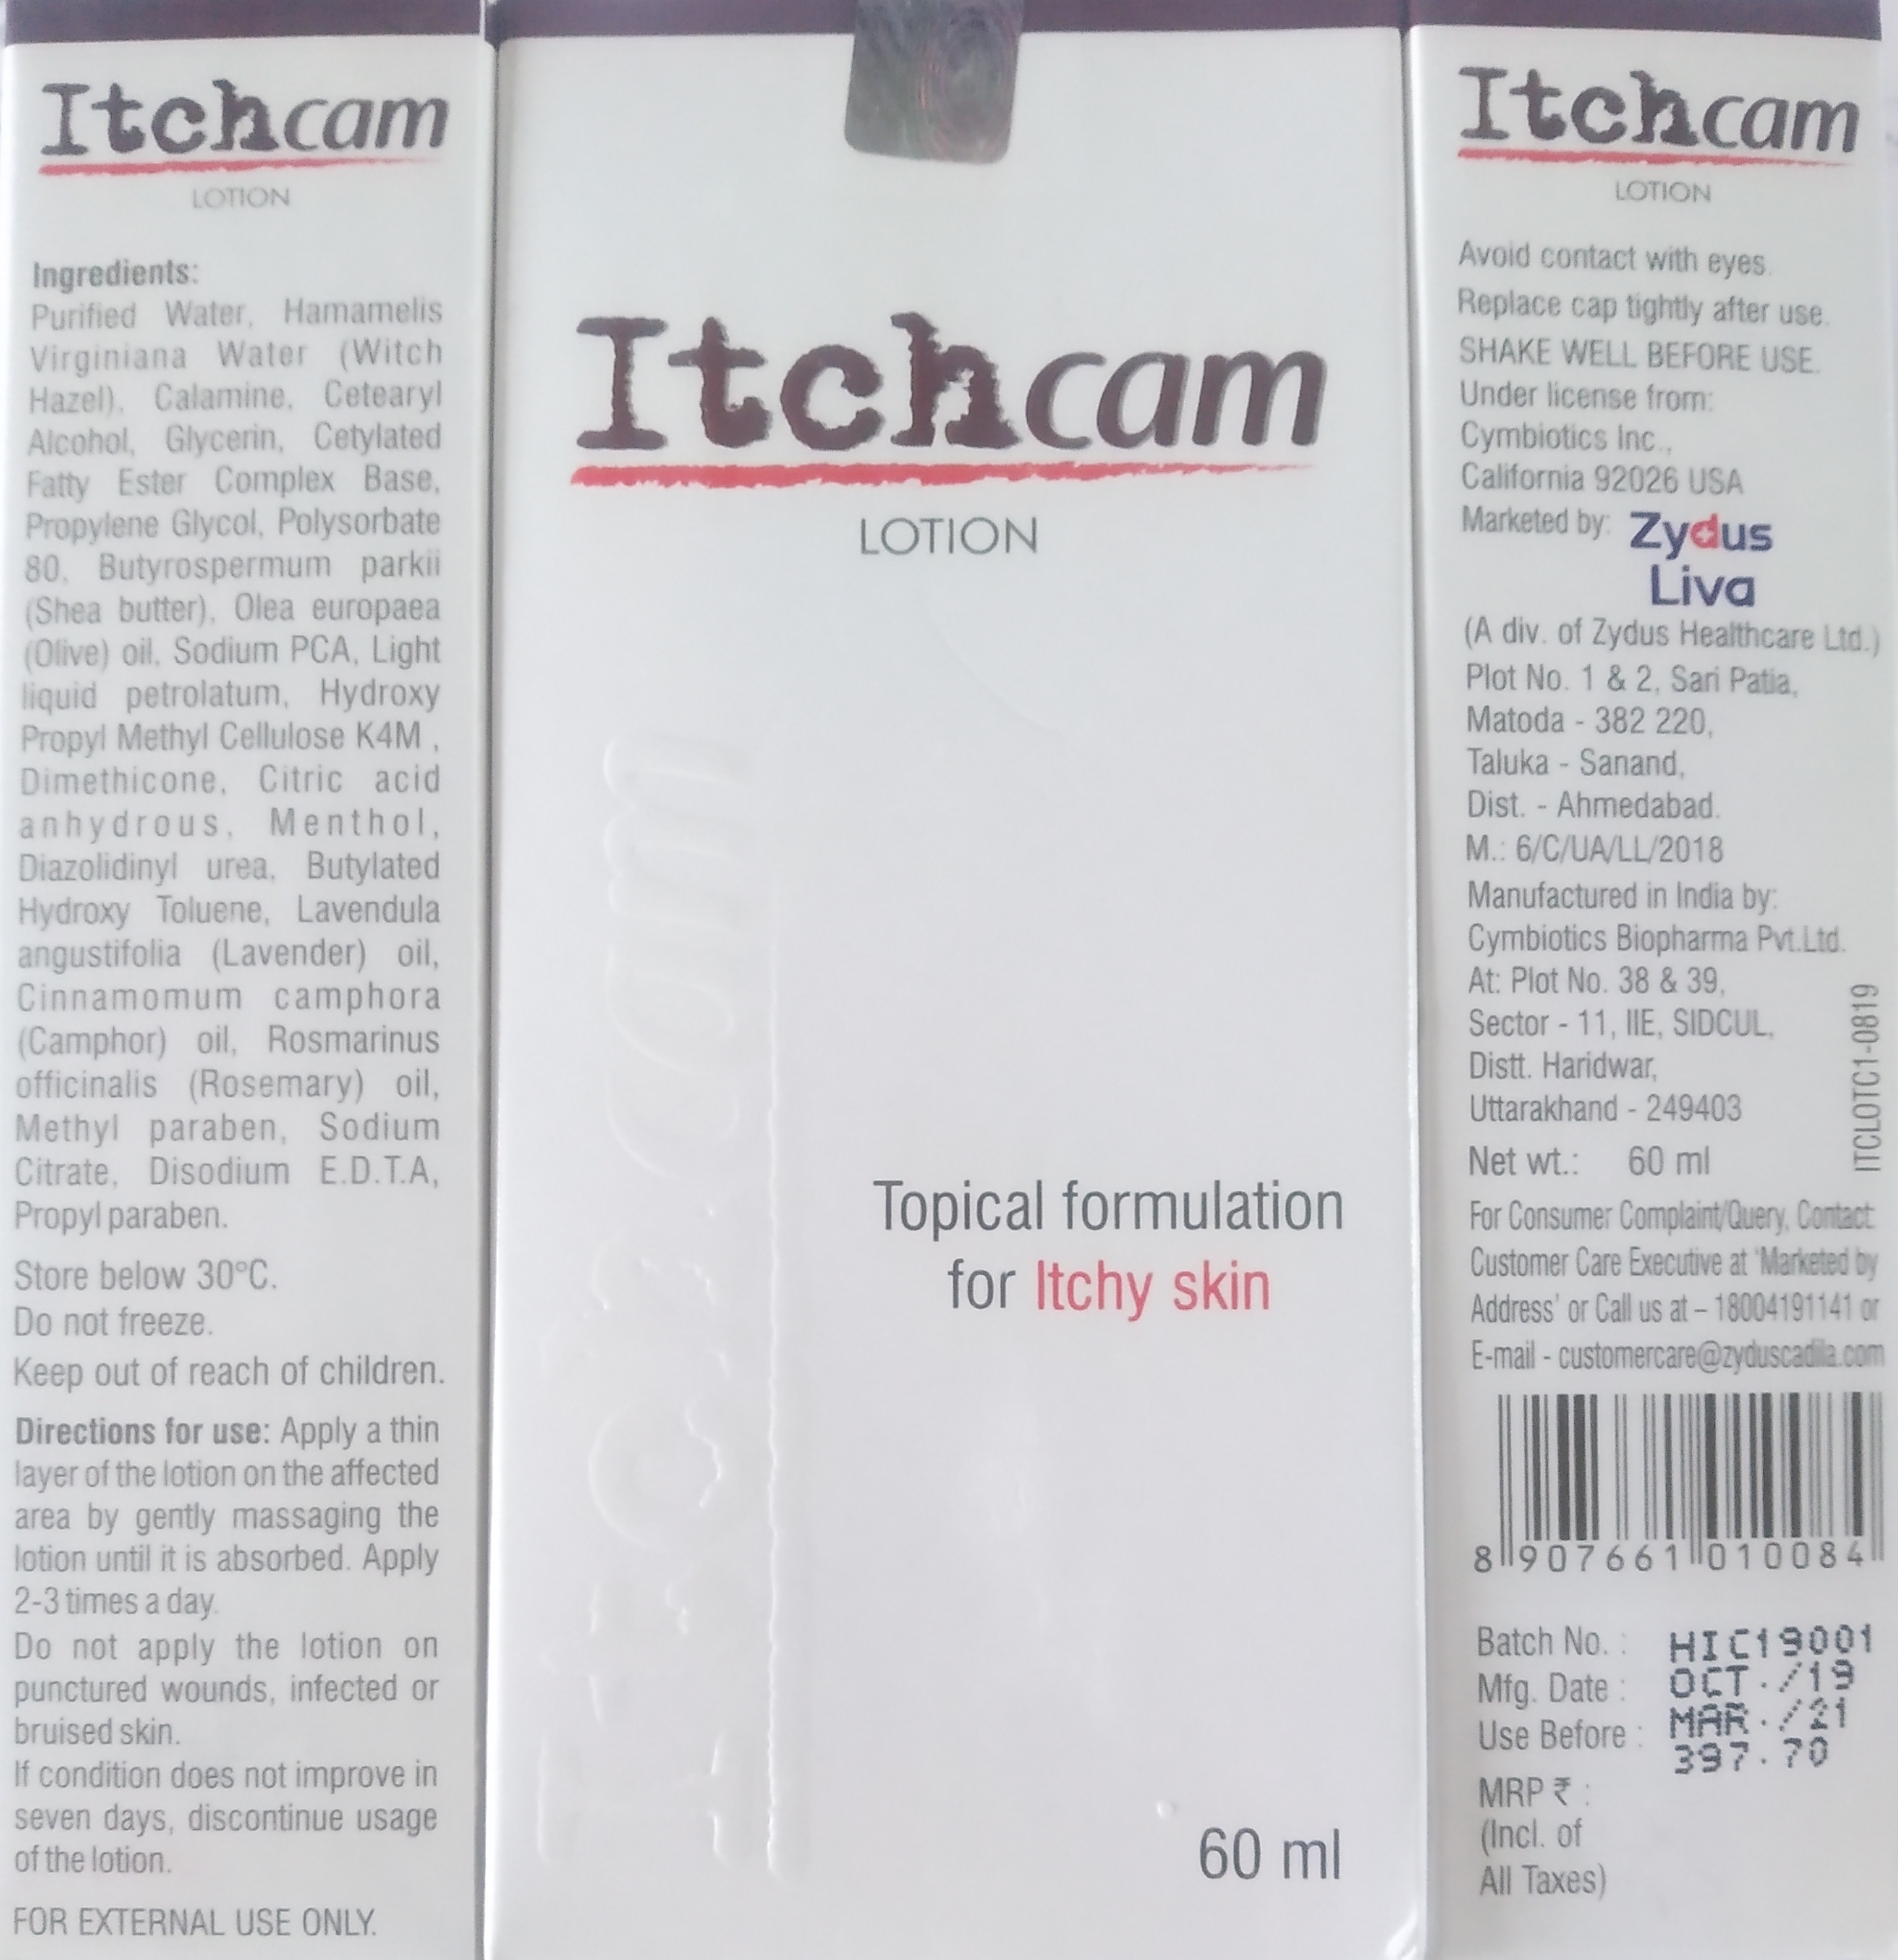 Itchcam
LOTION
Ingredients:
Purified Water, Hamamelis
Virginiana Water (Witch
Hazel), Calamine, Cetearyl
Alcohol, Glycerin, Cetylated
Fatty Ester Complex Base,
Propylene Glycol, Polysorbate
80, Butyrospermum parkii
(Shea butter), Olea europaea
(Olive) oil, Sodium PCA, Light
liquid petrolatum, Hydroxy
Propyl Methyl Cellulose K4M ,
Dimethicone, Citric acid
anhydrous, Menthol,
Diazolidinyl urea, Butylated
Hydroxy Toluene, Lavendula
angustifolia (Lavender) oil,
Cinnamomum camphora
(Camphor) oil, Rosmarinus
officinalis (Rosemary) oil,
Methyl paraben, Sodium
Citrate, Disodium E.D.T.A,
Propyl paraben.
Store below 30°C.
Do not freeze.
Keep out of reach of children.
Directions for use: Apply a thin
layer of the lotion on the affected
area by gently massaging the
lotion until it is absorbed. Apply
2-3 times a day.
Do not apply the lotion on
punctured wounds, infected or
bruised skin.
If condition does not improve in
seven days, discontinue usage
of the lotion.
FOR EXTERNAL USE ONLY.
Itchcam
LOTION
Itchcam
Topical formulation
for Itchy skin
60 ml
Itchcam
LOTION
Avoid contact with eyes.
Replace cap tightly after use.
SHAKE WELL BEFORE USE.
Under license from:
Cymbiotics Inc.,
California 92026 USA
Marketed by: Zydus
Liva
(A div. of Zydus Healthcare Ltd.)
Plot No. 1 & 2, Sari Patia,
Matoda - 382 220,
Taluka - Sanand,
Dist. - Ahmedabad.
M.: 6/C/UA/LL/2018
Manufactured in India by:
Cymbiotics Biopharma Pvt.Ltd.
At: Plot No. 38 & 39,
Sector - 11, IIE, SIDCUL,
Distt. Haridwar,
Uttarakhand - 249403
Net wt.: 60 ml
ITCLOTC1-0819
For Consumer Complaint/Query, Contact:
Customer Care Executive at 'Marketed by
Address' or Call us at – 18004191141 or
E-mail - customercare@zyduscadila.com
8 907661 010084
Batch No. : HIC19001
Mfg. Date : OCT./19
Use Before : MAR./21
MRP ₹ : 397.70
(Incl. of
All Taxes)